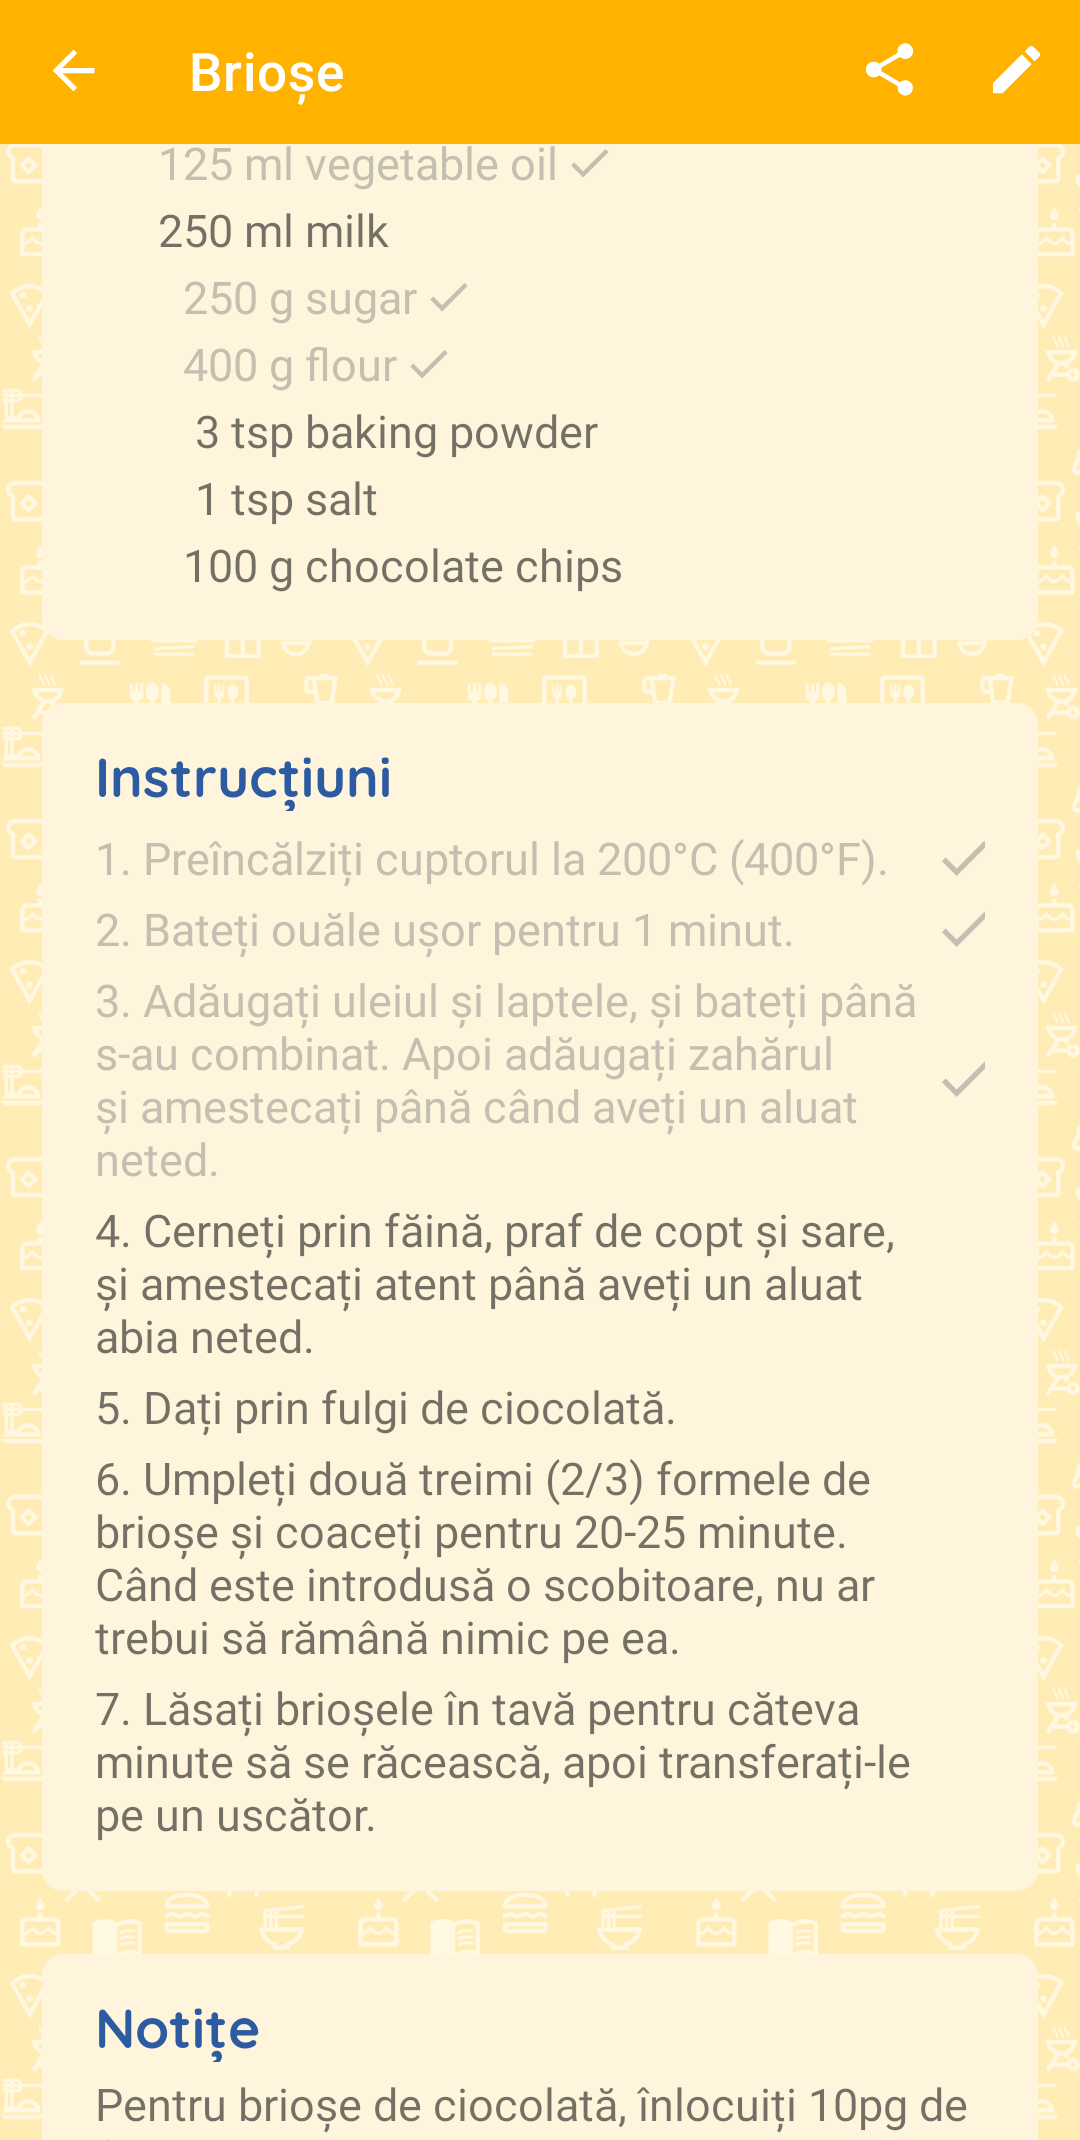 Brioșe
125 ml vegetable oil
250 ml milk
250 g sugar
400 g flour
3 tsp baking powder
1 tsp salt
100 g chocolate chips
Instrucțiuni
1. Preîncălziți cuptorul la 200°C (400°F).
2. Bateți ouăle ușor pentru 1 minut.
3. Adăugați uleiul și laptele, și bateți până
s-au combinat. Apoi adăugați zahărul
și amestecați până când aveți un aluat
neted.
4. Cerneți prin făină, praf de copt și sare,
și amestecați atent până aveți un aluat
abia neted.
5. Dați prin fulgi de ciocolată.
6. Umpleți două treimi (2/3) formele de
brioșe și coaceți pentru 20-25 minute.
Când este introdusă o scobitoare, nu ar
trebui să rămână nimic pe ea.
7. Lăsați brioșele în tavă pentru căteva
minute să se răcească, apoi transferați-le
pe un uscător.
Notițe
Pentru brioșe de ciocolată, înlocuiți 10pg de